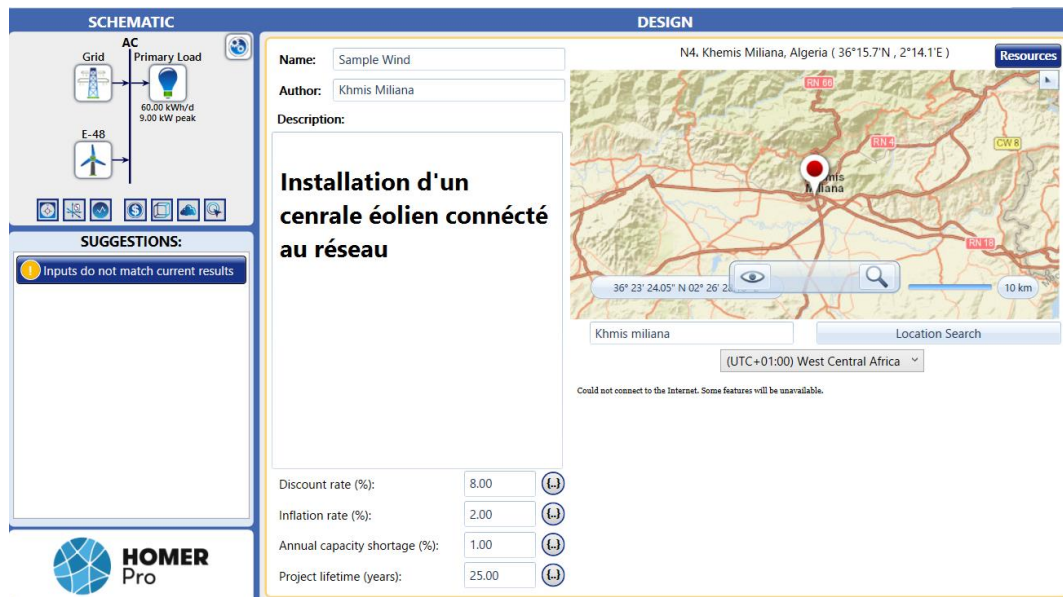 SCHEMATIC
DESIGN
AC
Grid
Primary Load
60.00 kWh/d
9.00 kW peak
E-48
SUGGESTIONS:
Inputs do not match current results
HOMER
Pro
Name: Sample Wind
Author: Khmis Miliana
Description:
Installation d'un
cenrale éolien connécté
au réseau
Discount rate (%): 8.00 {..}
Inflation rate (%): 2.00 {..}
Annual capacity shortage (%): 1.00 {..}
Project lifetime (years): 25.00 {..}
N4, Khemis Miliana, Algeria ( 36°15.7'N , 2°14.1'E )
Resources
RN 66
RN 4
CW 8
Miliana
RN 18
36° 23' 24.05" N 02° 26'
10 km
Khmis miliana
Location Search
(UTC+01:00) West Central Africa
Could not connect to the Internet. Some features will be unavailable.